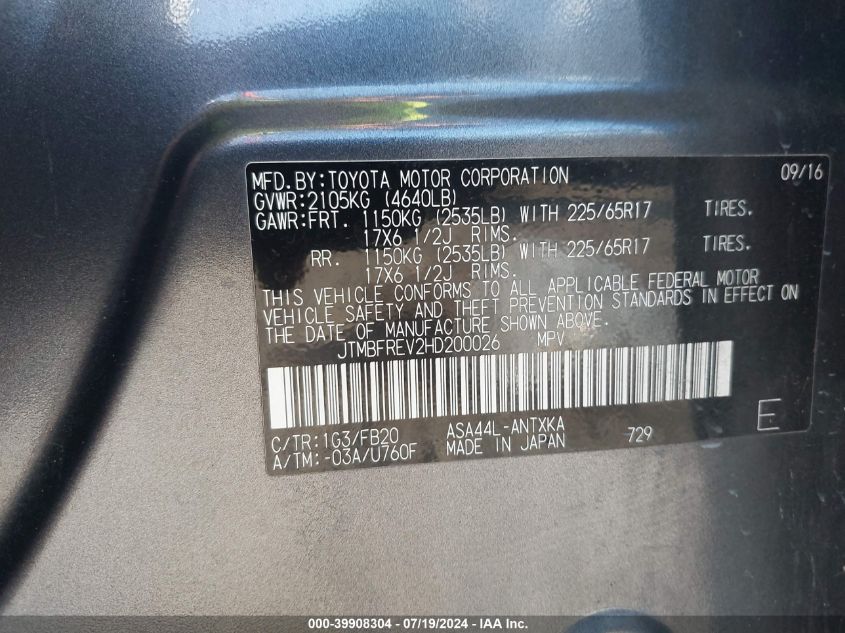 MFD.BY:TOYOTA MOTOR CORPORATION 09/16
GVWR:2105KG (4640LB)
GAWR:FRT. 1150KG (2535LB) WITH 225/65R17 TIRES.
17X6 1/2J RIMS.
RR. 1150KG (2535LB) WITH 225/65R17 TIRES.
17X6 1/2J RIMS.
THIS VEHICLE CONFORMS TO ALL APPLICABLE FEDERAL MOTOR
VEHICLE SAFETY AND THEFT PREVENTION STANDARDS IN EFFECT ON
THE DATE OF MANUFACTURE SHOWN ABOVE.
JTMBFREV2HD200026 MPV
C/TR:1G3/FB20 ASA44L-ANTXKA
A/TM:-03A/U760F MADE IN JAPAN 729 E
000-39908304 - 07/19/2024 - IAA Inc.